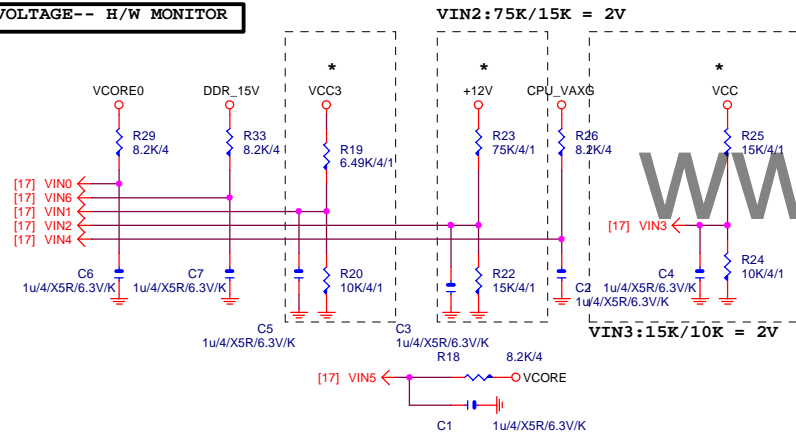 VOLTAGE-- H/W MONITOR
VIN2:75K/15K = 2V
*
*
*
VCORE0
DDR_15V
VCC3
+12V
CPU_VAXG
VCC
R29
8.2K/4
R33
8.2K/4
R19
6.49K/4/1
R23
75K/4/1
R26
8.2K/4
R25
15K/4/1
WW
[17] VIN0
[17] VIN6
[17] VIN1
[17] VIN2
[17] VIN4
[17] VIN3
C6
1u/4/X5R/6.3V/K
C7
1u/4/X5R/6.3V/K
R20
10K/4/1
R22
15K/4/1
C2
1u/4/X5R/6.3V/K
C4
1u/4/X5R/6.3V/K
R24
10K/4/1
C5
1u/4/X5R/6.3V/K
C3
1u/4/X5R/6.3V/K
VIN3:15K/10K = 2V
R18
8.2K/4
[17] VIN5
VCORE
C1
1u/4/X5R/6.3V/K